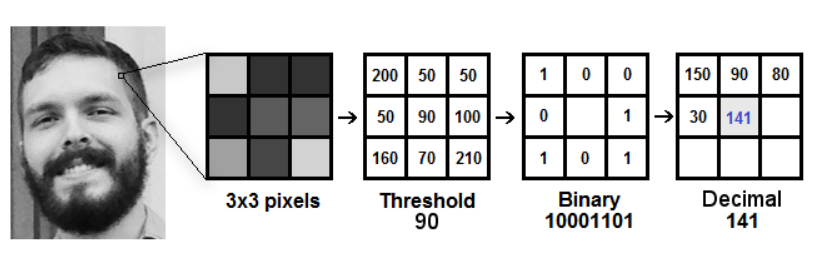 200 50 50
50 90 100
160 70 210
1 0 0
0 1
1 0 1
150 90 80
30 141
3x3 pixels
Threshold
90
Binary
10001101
Decimal
141